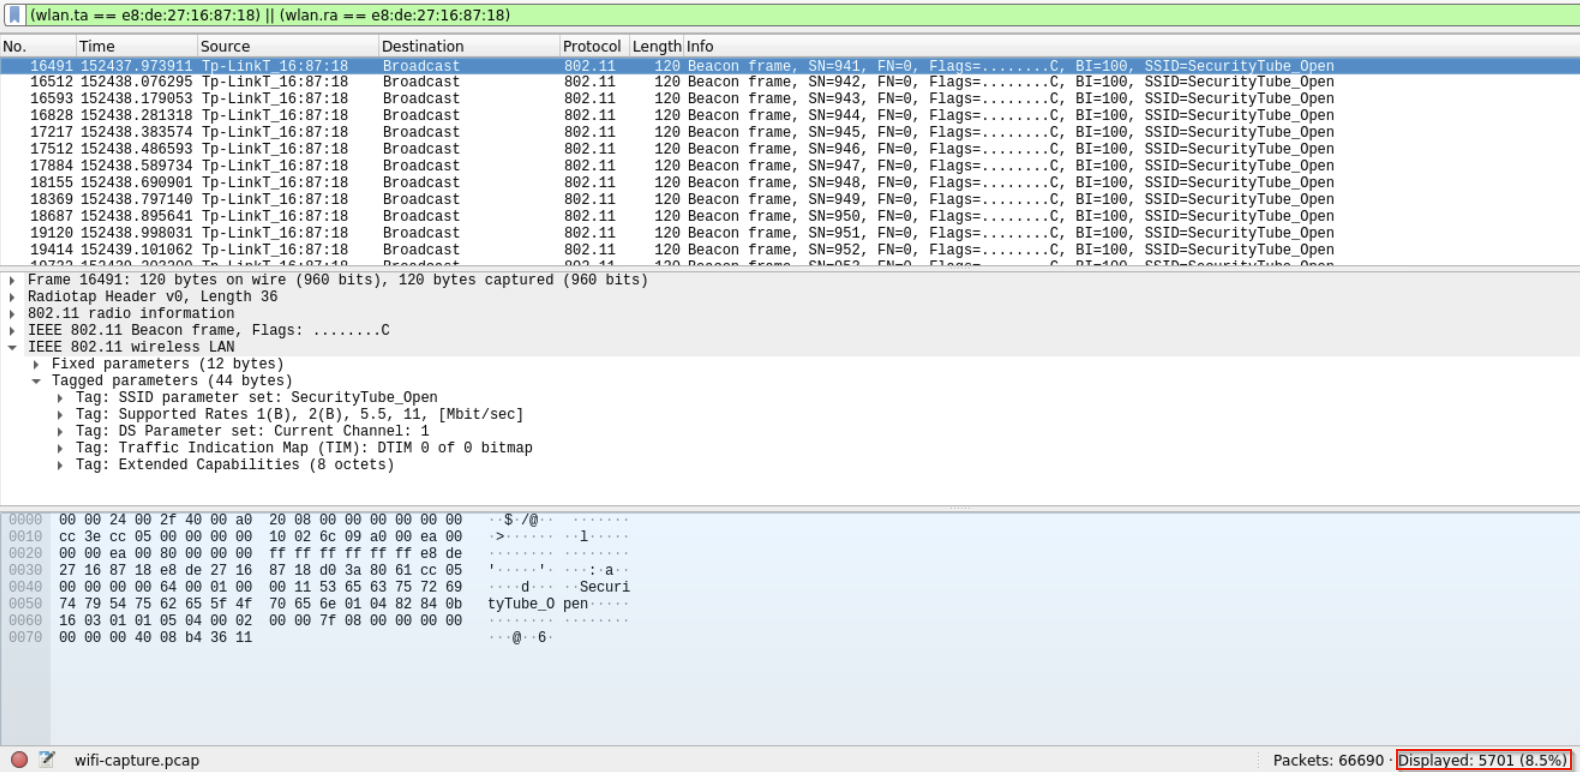 (wlan.ta == e8:de:27:16:87:18) || (wlan.ra == e8:de:27:16:87:18)
No. Time Source Destination Protocol Length Info
16491 152437.973911 Tp-LinkT_16:87:18 Broadcast 802.11 120 Beacon frame, SN=941, FN=0, Flags=........C, BI=100, SSID=SecurityTube_Open
16512 152438.076295 Tp-LinkT_16:87:18 Broadcast 802.11 120 Beacon frame, SN=942, FN=0, Flags=........C, BI=100, SSID=SecurityTube_Open
16593 152438.179053 Tp-LinkT_16:87:18 Broadcast 802.11 120 Beacon frame, SN=943, FN=0, Flags=........C, BI=100, SSID=SecurityTube_Open
16828 152438.281318 Tp-LinkT_16:87:18 Broadcast 802.11 120 Beacon frame, SN=944, FN=0, Flags=........C, BI=100, SSID=SecurityTube_Open
17217 152438.383574 Tp-LinkT_16:87:18 Broadcast 802.11 120 Beacon frame, SN=945, FN=0, Flags=........C, BI=100, SSID=SecurityTube_Open
17512 152438.486593 Tp-LinkT_16:87:18 Broadcast 802.11 120 Beacon frame, SN=946, FN=0, Flags=........C, BI=100, SSID=SecurityTube_Open
17884 152438.589734 Tp-LinkT_16:87:18 Broadcast 802.11 120 Beacon frame, SN=947, FN=0, Flags=........C, BI=100, SSID=SecurityTube_Open
18155 152438.690901 Tp-LinkT_16:87:18 Broadcast 802.11 120 Beacon frame, SN=948, FN=0, Flags=........C, BI=100, SSID=SecurityTube_Open
18369 152438.797140 Tp-LinkT_16:87:18 Broadcast 802.11 120 Beacon frame, SN=949, FN=0, Flags=........C, BI=100, SSID=SecurityTube_Open
18687 152438.895641 Tp-LinkT_16:87:18 Broadcast 802.11 120 Beacon frame, SN=950, FN=0, Flags=........C, BI=100, SSID=SecurityTube_Open
19120 152438.998031 Tp-LinkT_16:87:18 Broadcast 802.11 120 Beacon frame, SN=951, FN=0, Flags=........C, BI=100, SSID=SecurityTube_Open
19414 152439.101062 Tp-LinkT_16:87:18 Broadcast 802.11 120 Beacon frame, SN=952, FN=0, Flags=........C, BI=100, SSID=SecurityTube_Open
Frame 16491: 120 bytes on wire (960 bits), 120 bytes captured (960 bits)
Radiotap Header v0, Length 36
802.11 radio information
IEEE 802.11 Beacon frame, Flags: ........C
IEEE 802.11 wireless LAN
Fixed parameters (12 bytes)
Tagged parameters (44 bytes)
Tag: SSID parameter set: SecurityTube_Open
Tag: Supported Rates 1(B), 2(B), 5.5, 11, [Mbit/sec]
Tag: DS Parameter set: Current Channel: 1
Tag: Traffic Indication Map (TIM): DTIM 0 of 0 bitmap
Tag: Extended Capabilities (8 octets)
0000 00 00 24 00 2f 40 00 a0 20 08 00 00 00 00 00 00 ··$·/@·· ·······
0010 cc 3e cc 05 00 00 00 00 10 02 6c 09 a0 00 ea 00 ·>······ ··l·····
0020 00 00 ea 00 80 00 00 00 ff ff ff ff ff ff e8 de ········ ········
0030 27 16 87 18 e8 de 27 16 87 18 d0 3a 80 61 cc 05 '·····'· ···:·a··
0040 00 00 00 00 64 00 01 00 00 11 53 65 63 75 72 69 ····d··· ··Securi
0050 74 79 54 75 62 65 5f 4f 70 65 6e 01 04 82 84 0b tyTube_O pen·····
0060 16 03 01 01 05 04 00 02 00 00 7f 08 00 00 00 00 ········ ········
0070 00 00 00 40 08 b4 36 11 ···@··6·
wifi-capture.pcap Packets: 66690 · Displayed: 5701 (8.5%)